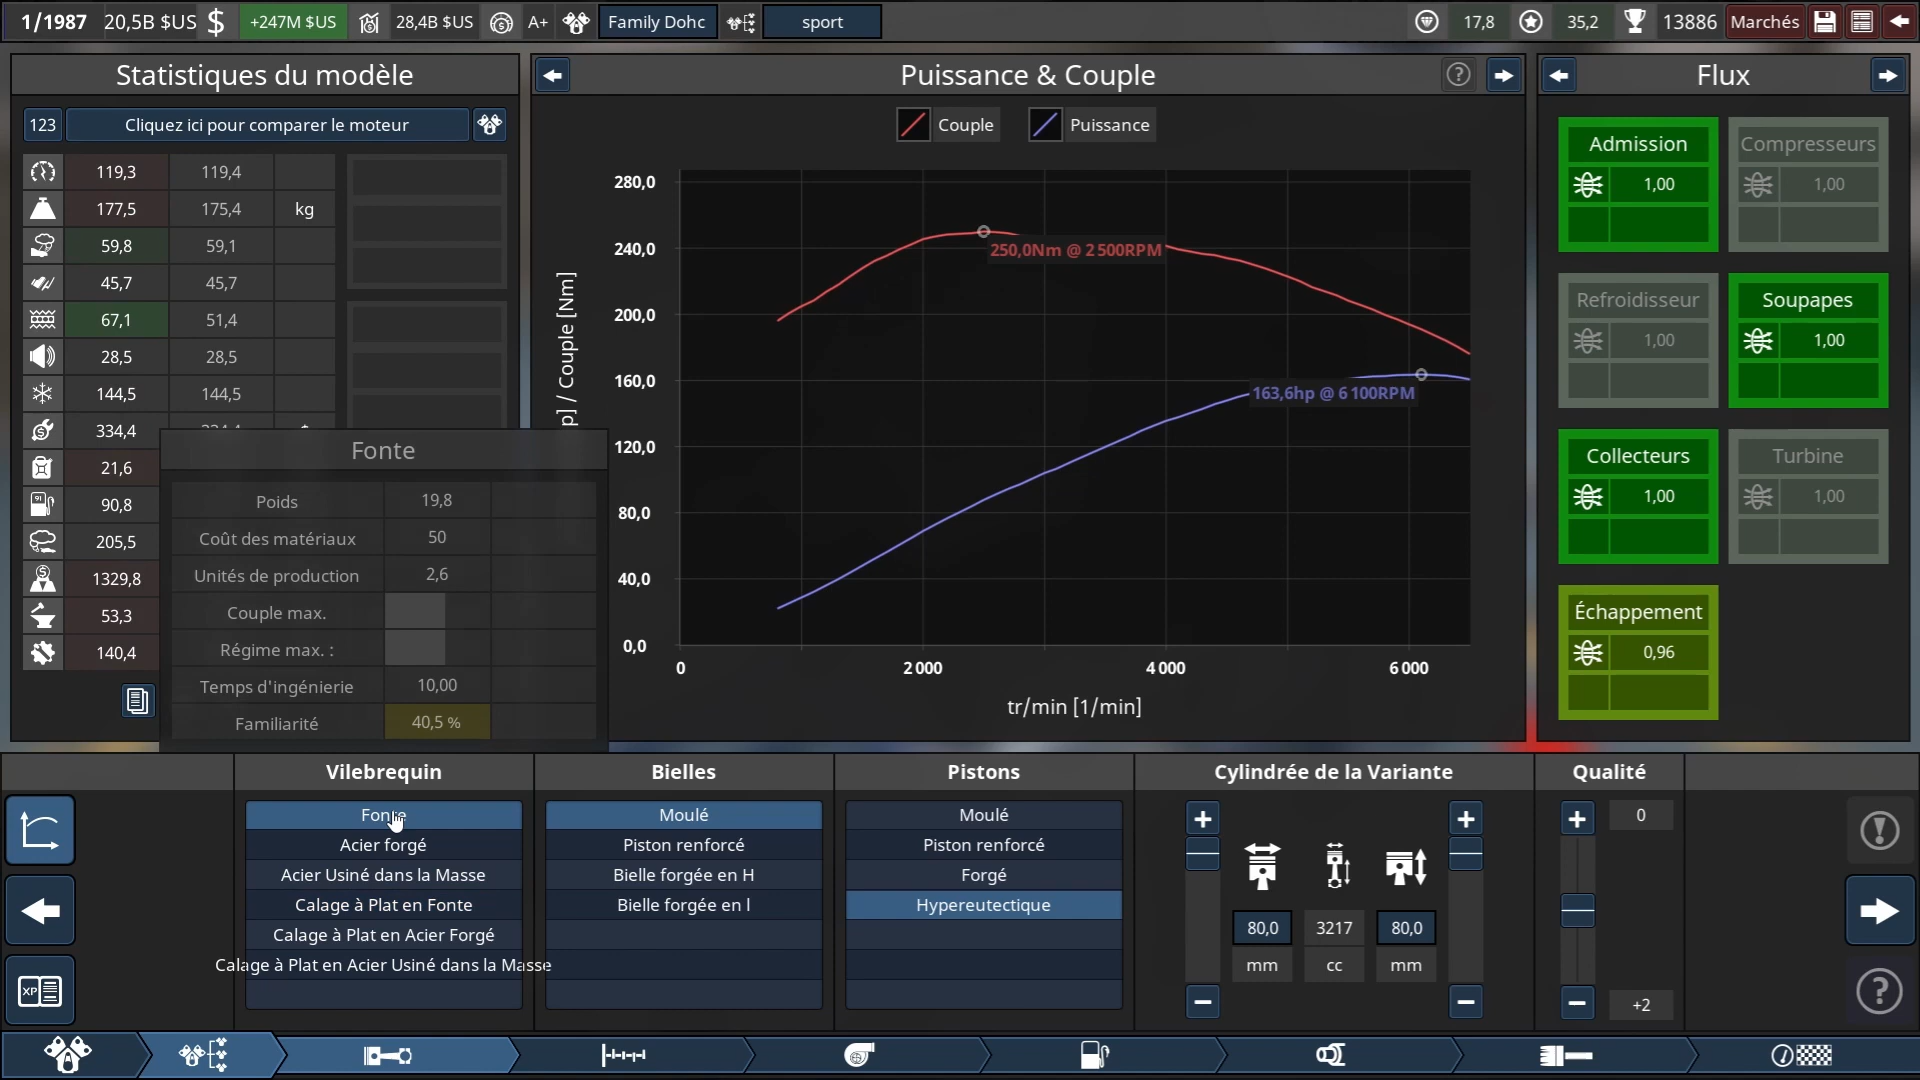 1/1987 20,5B $US +247M $US 28,4B $US A+ Family Dohc sport 17,8 35,2 13886 Marchés
Statistiques du modèle
123 Cliquez ici pour comparer le moteur
119,3 119,4
177,5 175,4 kg
59,8 59,1
45,7 45,7
67,1 51,4
28,5 28,5
144,5 144,5
334,4
21,6
90,8
205,5
1329,8
53,3
140,4
Fonte
Poids 19,8
Coût des matériaux 50
Unités de production 2,6
Couple max.
Régime max. :
Temps d'ingénierie 10,00
Familiarité 40,5 %
Puissance & Couple
Couple Puissance
280,0
240,0
200,0
160,0
120,0
80,0
40,0
0,0
p] / Couple [Nm]
250,0Nm @ 2 500RPM
163,6hp @ 6 100RPM
0 2 000 4 000 6 000
tr/min [1/min]
Flux
Admission
1,00
Compresseurs
1,00
Refroidisseur
1,00
Soupapes
1,00
Collecteurs
1,00
Turbine
1,00
Échappement
0,96
Vilebrequin
Fonte
Acier forgé
Acier Usiné dans la Masse
Calage à Plat en Fonte
Calage à Plat en Acier Forgé
Calage à Plat en Acier Usiné dans la Masse
Bielles
Moulé
Piston renforcé
Bielle forgée en H
Bielle forgée en I
Pistons
Moulé
Piston renforcé
Forgé
Hypereutectique
Cylindrée de la Variante
80,0 3217 80,0
mm cc mm
Qualité
0
+2
XP